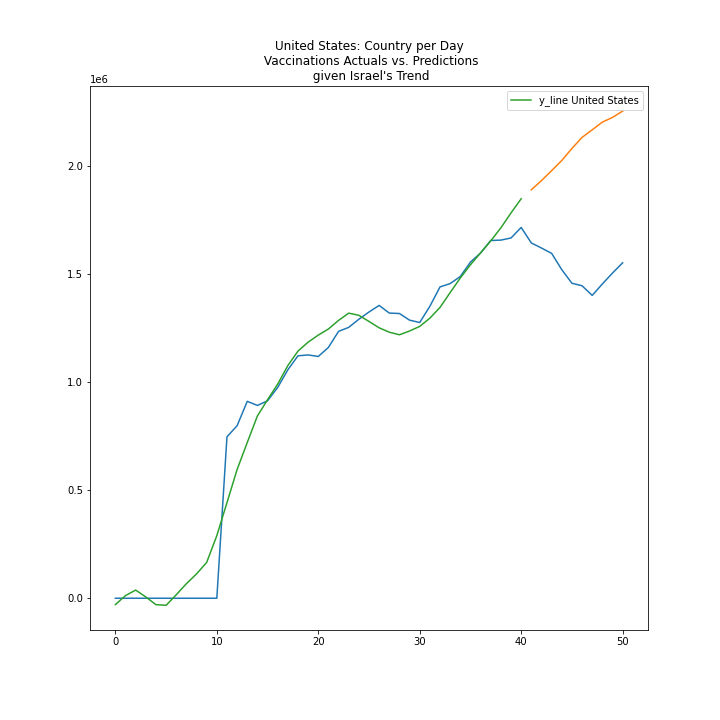 United States: Country per Day
Vaccinations Actuals vs. Predictions
given Israel's Trend
1e6
y_line United States
2.0
1.5
1.0
0.5
0.0
0 10 20 30 40 50